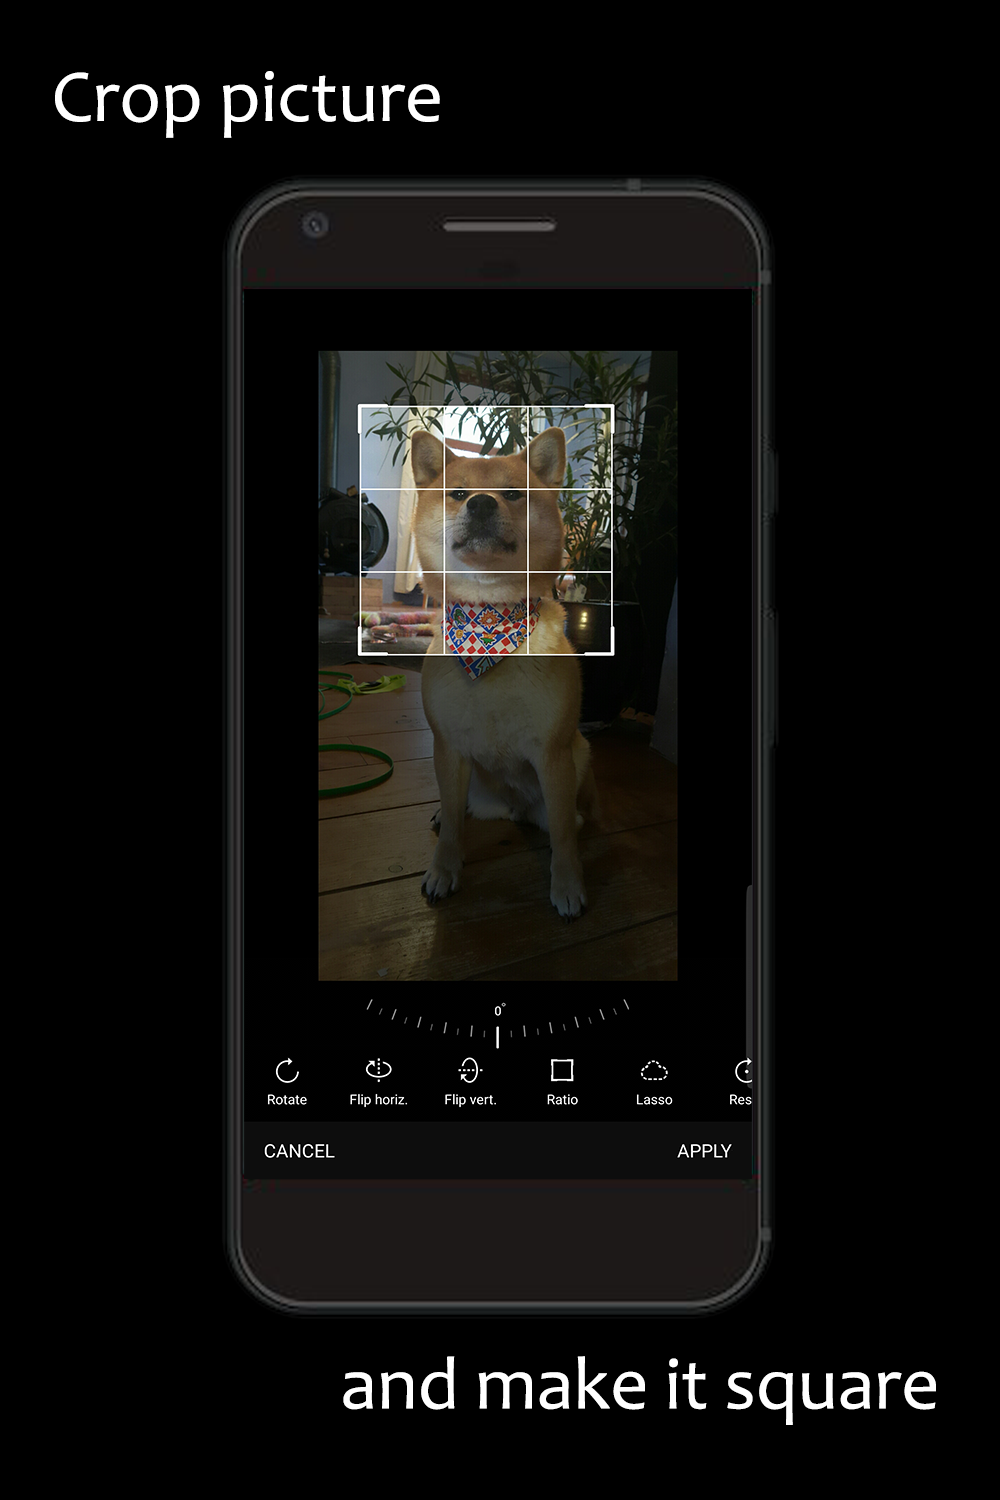 Crop picture
0°
Rotate
Flip horiz.
Flip vert.
Ratio
Lasso
Res
CANCEL
APPLY
and make it square